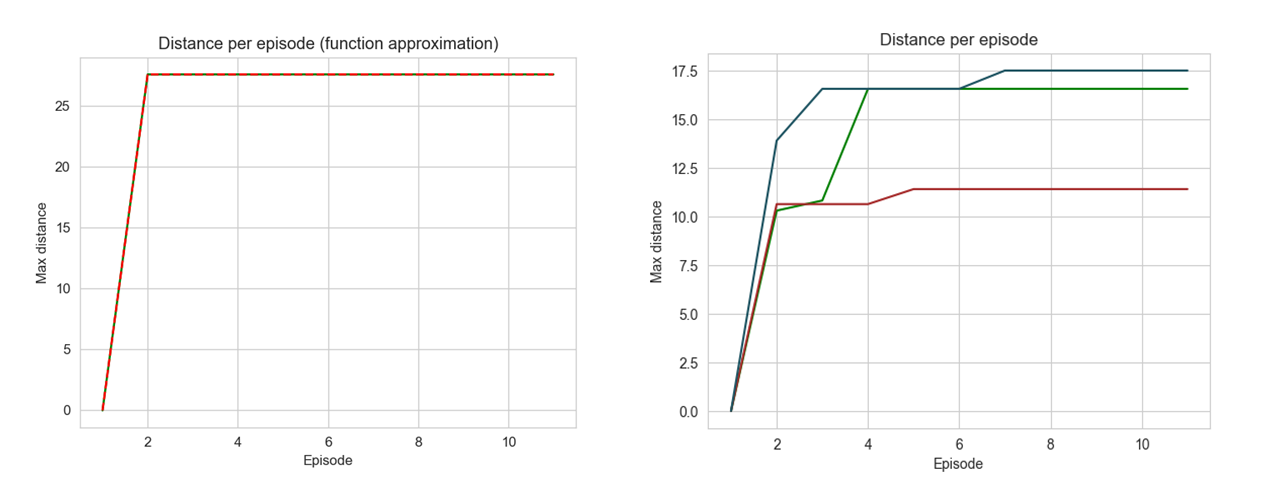 Distance per episode (function approximation)
Max distance
25
20
15
10
5
0
2 4 6 8 10
Episode
Distance per episode
Max distance
17.5
15.0
12.5
10.0
7.5
5.0
2.5
0.0
2 4 6 8 10
Episode